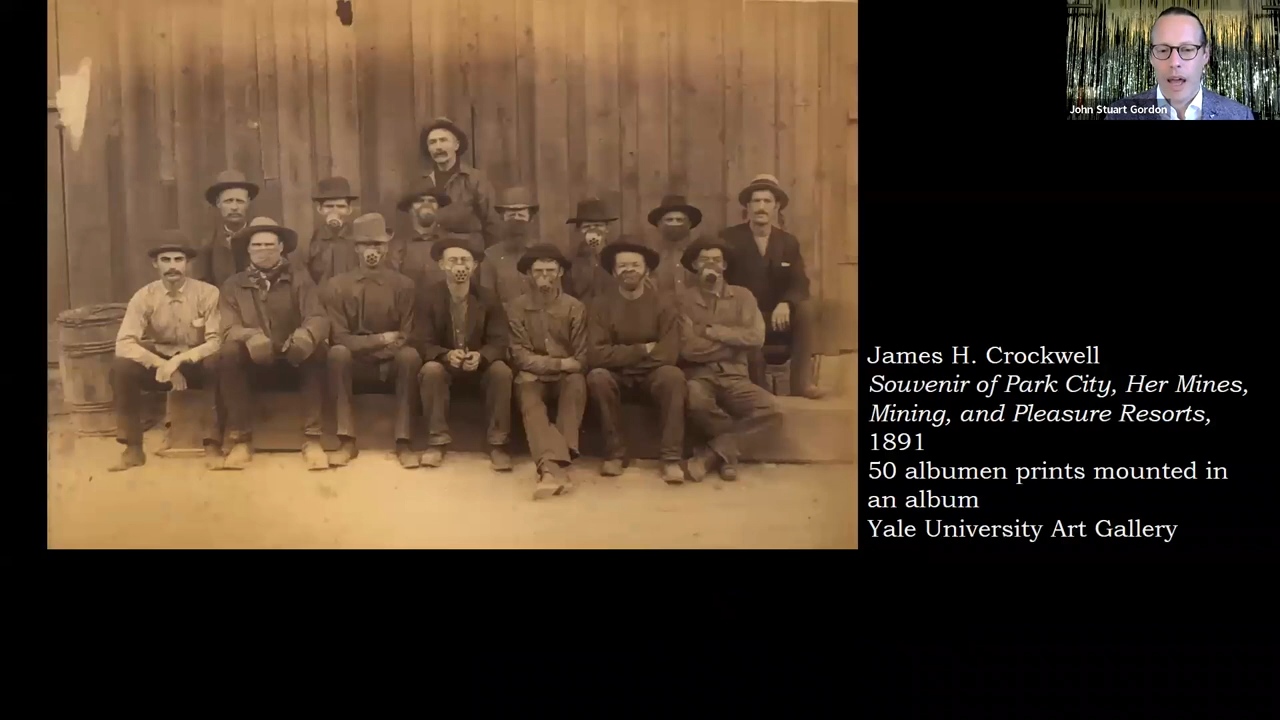 John Stuart Gordon
James H. Crockwell
Souvenir of Park City, Her Mines,
Mining, and Pleasure Resorts,
1891
50 albumen prints mounted in
an album
Yale University Art Gallery